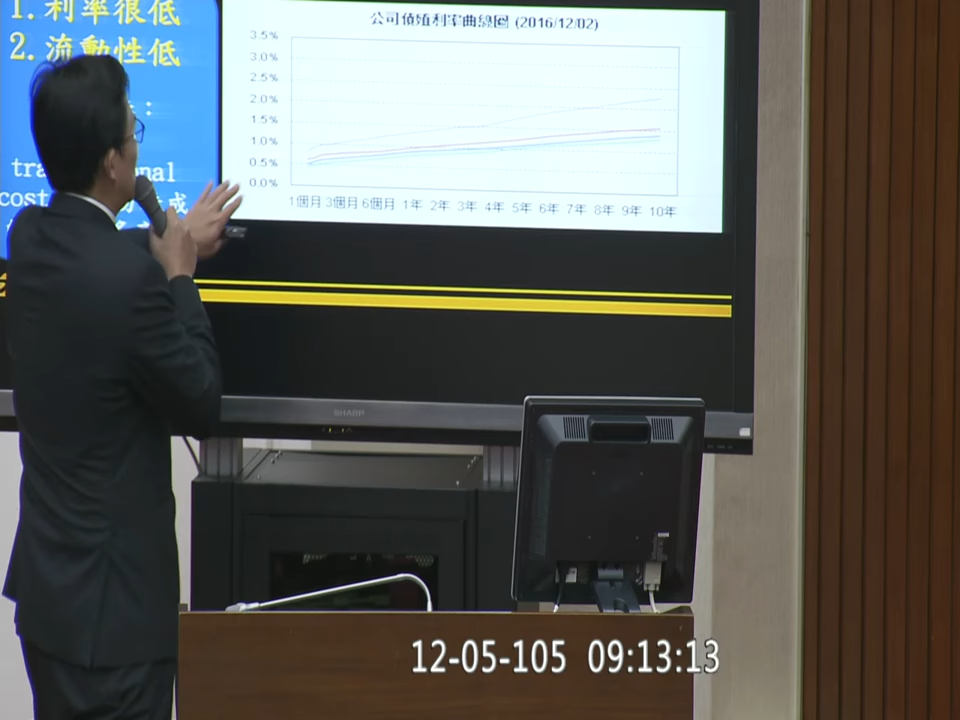 1.利率很低
2.流動性低
：
cost
公司債殖利率曲線圖 (2016/12/02)
3.5%
3.0%
2.5%
2.0%
1.5%
1.0%
0.5%
0.0%
1個月 3個月 6個月 1年 2年 3年 4年 5年 6年 7年 8年 9年 10年
SHARP
12-05-105 09:13:13